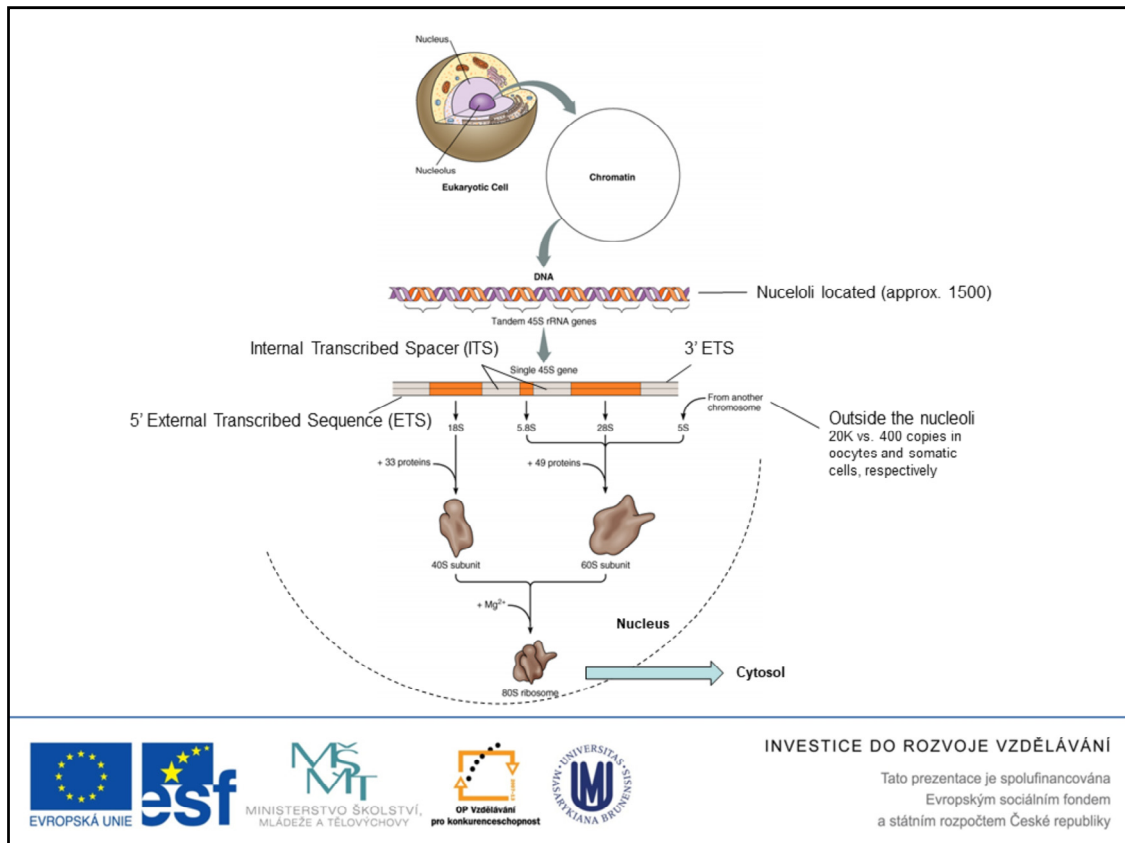 Nucleus
Nucleolus
Eukaryotic Cell
Chromatin
DNA
Nuceloli located (approx. 1500)
Tandem 45S rRNA genes
Internal Transcribed Spacer (ITS)
3’ ETS
Single 45S gene
5’ External Transcribed Sequence (ETS)
From another
chromosome
18S
5.8S
28S
5S
Outside the nucleoli
20K vs. 400 copies in
oocytes and somatic
cells, respectively
+ 33 proteins
+ 49 proteins
40S subunit
60S subunit
+ Mg2+
Nucleus
80S ribosome
Cytosol
EVROPSKÁ UNIE
esf
MŠMT
MINISTERSTVO ŠKOLSTVÍ,
MLÁDEŽE A TĚLOVÝCHOVY
2007-13
OP Vzdělávání
pro konkurenceschopnost
UNIVERSITAS MASARYKIANA BRUNENSIS
INVESTICE DO ROZVOJE VZDĚLÁVÁNÍ
Tato prezentace je spolufinancována
Evropským sociálním fondem
a státním rozpočtem České republiky